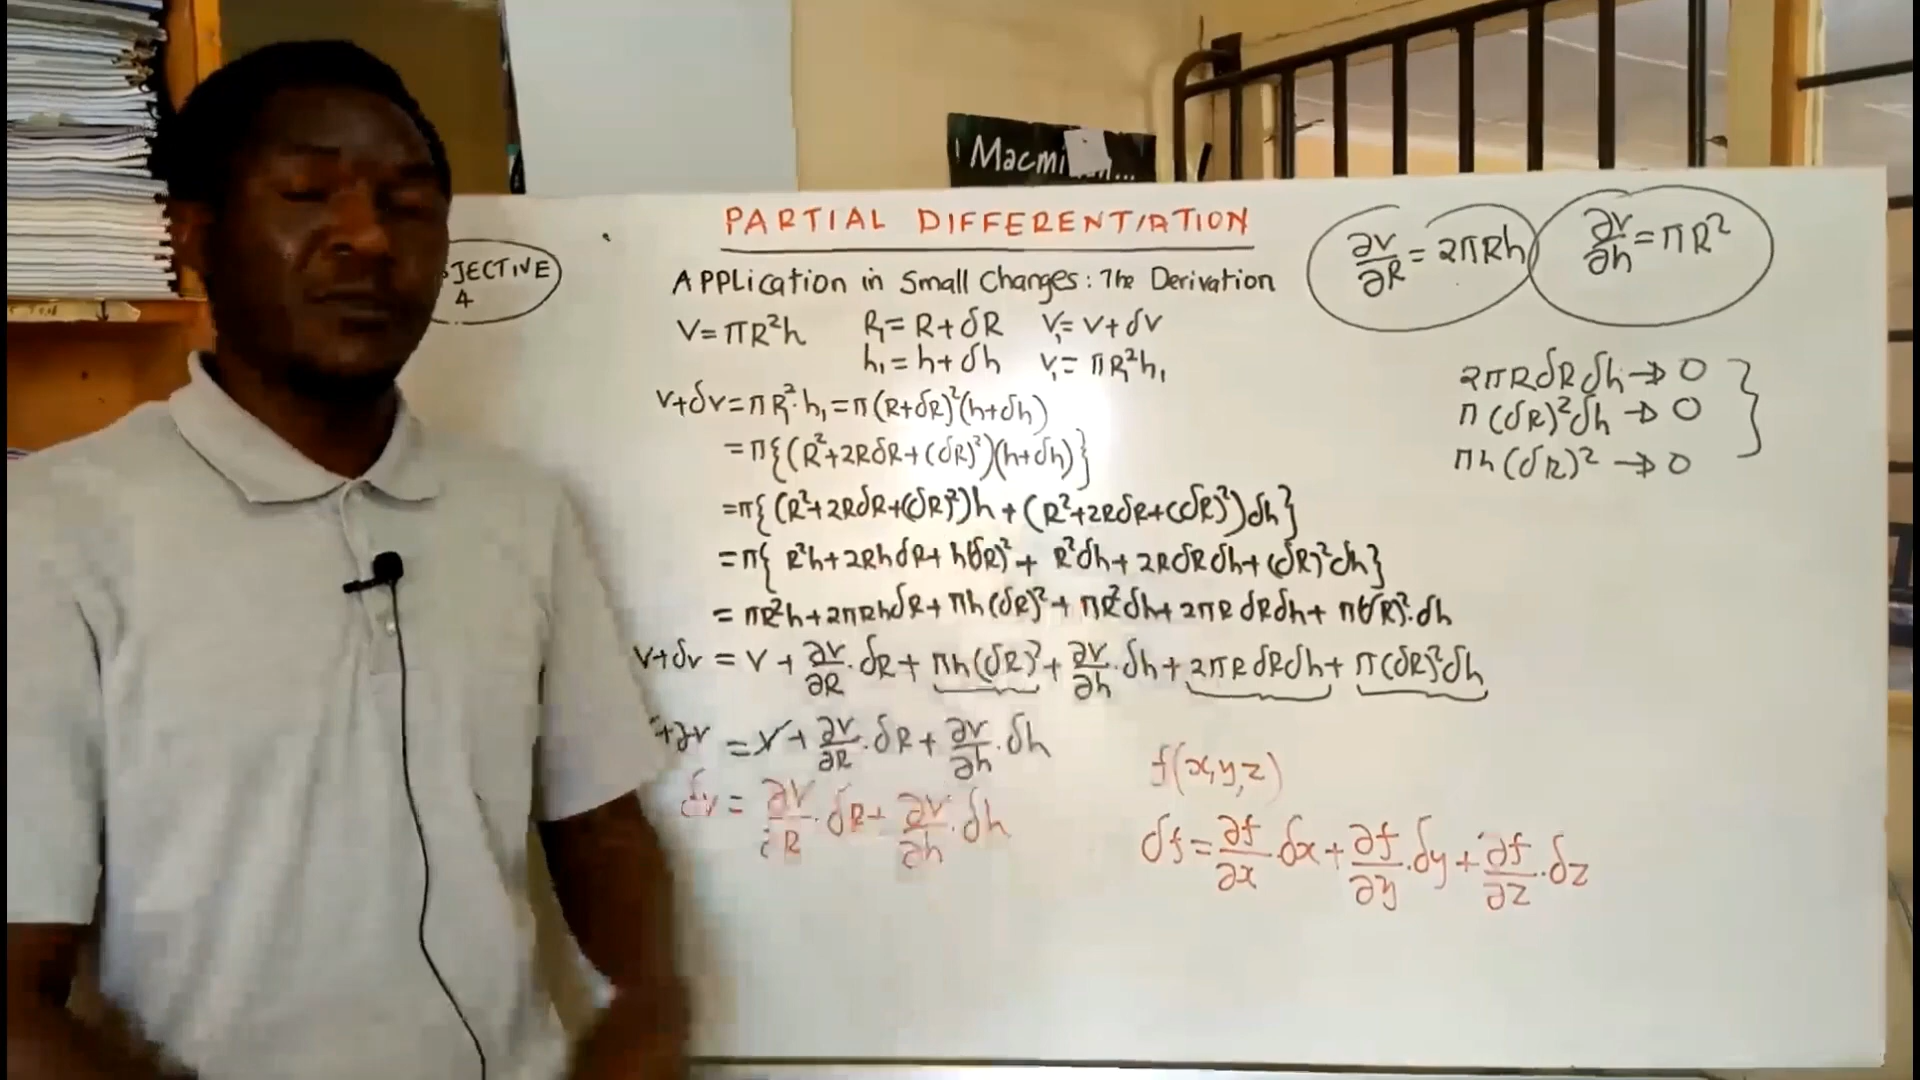 Macmi
PARTIAL DIFFERENTIATION
JECTIVE
4
APPLication in Small Changes: The Derivation
∂V/∂R = 2πRh ∂V/∂h = πR²
V = πR²h R₁ = R + δR V₁ = V + δV
h₁ = h + δh V₁ = πR₁²h₁
2πRδRδh → 0
π(δR)²δh → 0
πh(δR)² → 0
V + δV = πR₁²·h₁ = π(R+δR)²(h+δh)
= π{(R²+2RδR+(δR)²)(h+δh)}
= π{(R²+2RδR+(δR)²)h + (R²+2RδR+(δR)²)δh}
= π{R²h + 2RhδR + h(δR)² + R²δh + 2RδRδh + (δR)²δh}
= πR²h + 2πRhδR + πh(δR)² + πR²δh + 2πRδRδh + π(δR)²·δh
V + δV = V + ∂V/∂R·δR + πh(δR)² + ∂V/∂h·δh + 2πRδRδh + π(δR)²δh
+∂V = V + ∂V/∂R·δR + ∂V/∂h·δh
δV = ∂V/∂R·δR + ∂V/∂h·δh
f(x,y,z)
δf = ∂f/∂x·δx + ∂f/∂y·δy + ∂f/∂z·δz